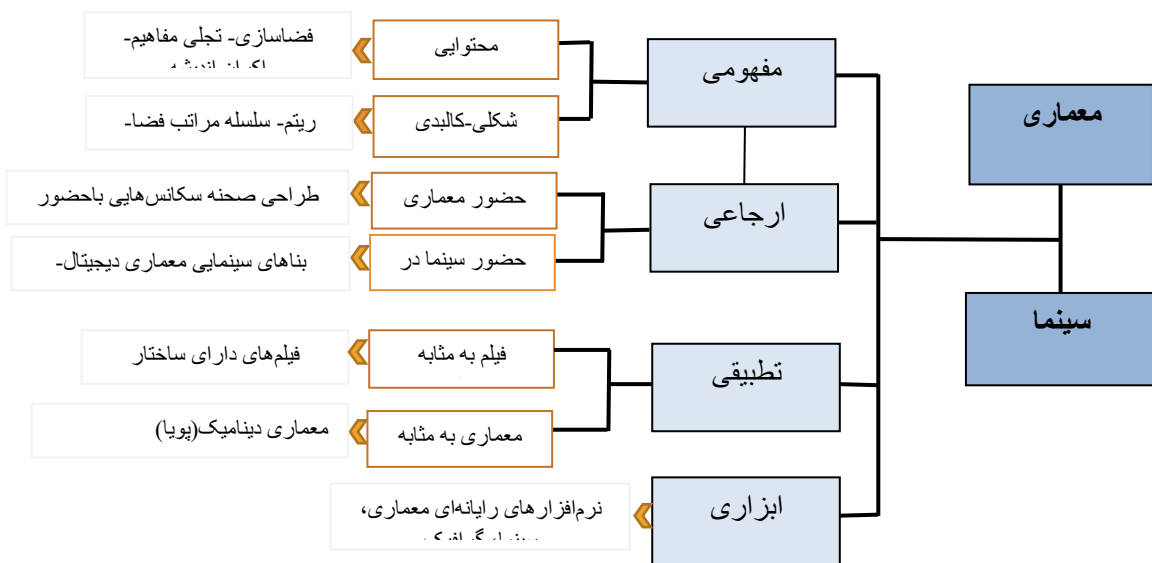 معماری
سینما
مفهومی
ارجاعی
تطبیقی
ابزاری
محتوایی
شکلی-کالبدی
حضور معماری
حضور سینما در
فیلم به مثابه
معماری به مثابه
فضاسازی- تجلی مفاهیم-
ریتم- سلسله مراتب فضا-
طراحی صحنه سکانس‌هایی باحضور
بناهای سینمایی معماری دیجیتال-
فیلم‌های دارای ساختار
معماری دینامیک(پویا)
نرم‌افزارهای رایانه‌ای معماری،